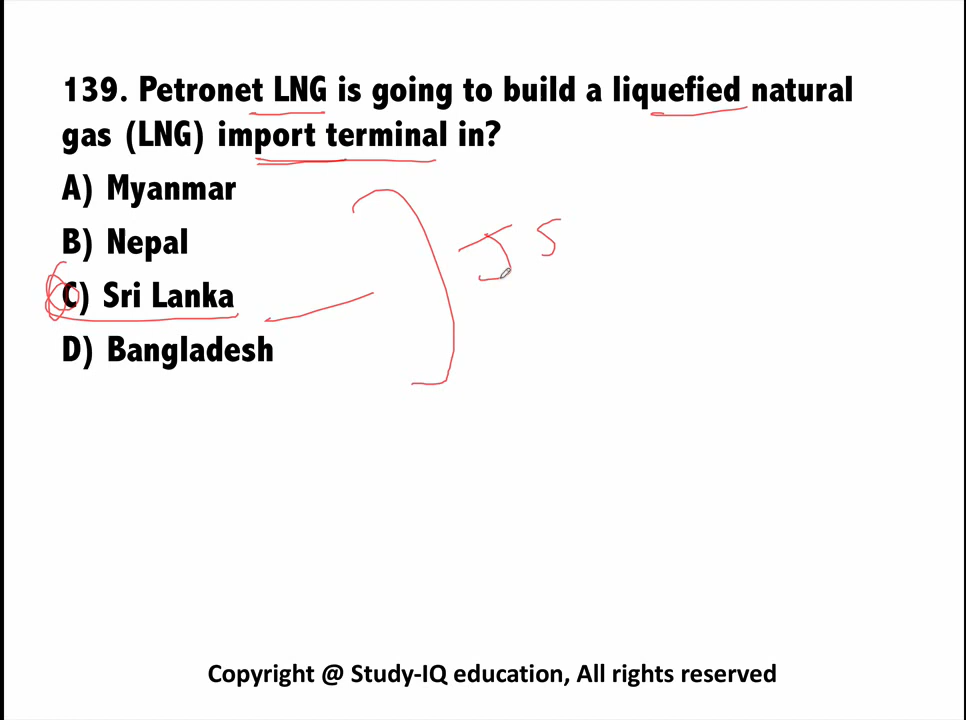 139. Petronet LNG is going to build a liquefied natural
gas (LNG) import terminal in?
A) Myanmar
B) Nepal
C) Sri Lanka
D) Bangladesh
Copyright @ Study-IQ education, All rights reserved